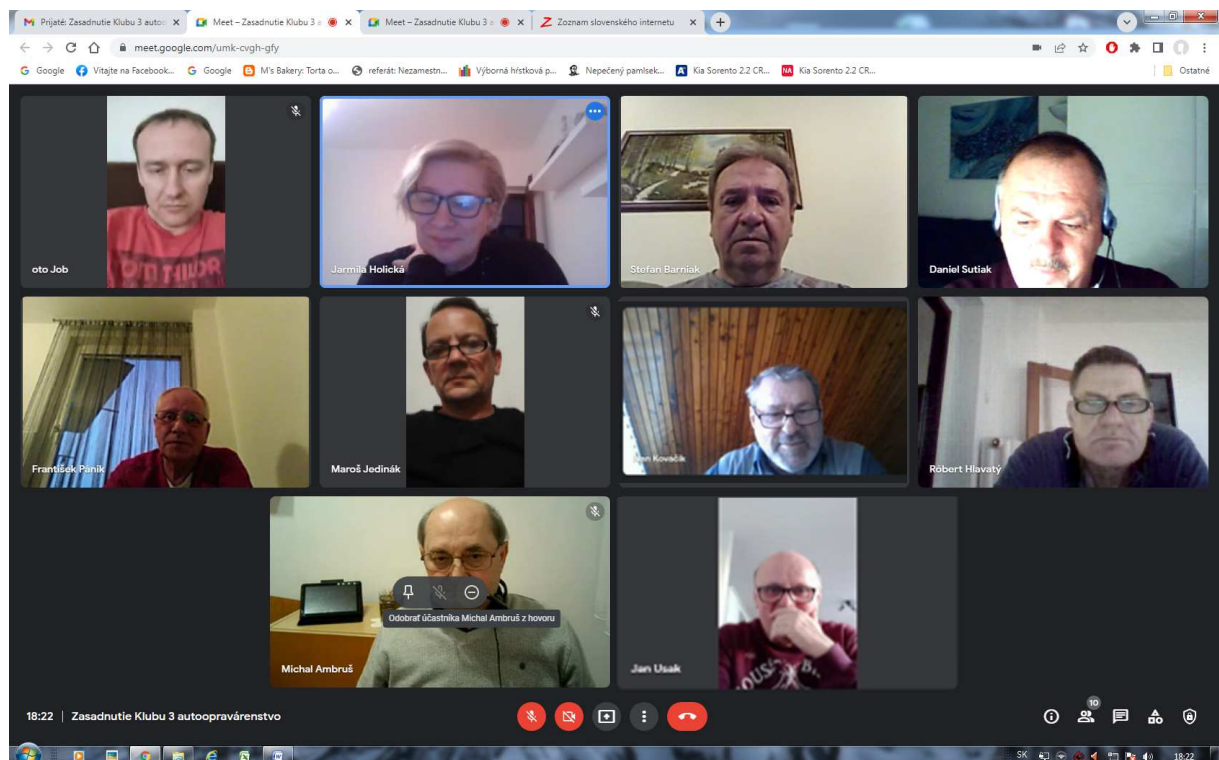 Prijaté: Zasadnutie Klubu 3 auto
Meet – Zasadnutie Klubu 3 a
Meet – Zasadnutie Klubu 3 a
Zoznam slovenského internetu
meet.google.com/umk-cvgh-gfy
Google
Vitajte na Facebook...
Google
M's Bakery: Torta o...
referát: Nezamestn...
Výborná hŕstková p...
Nepečený pamlsek...
Kia Sorento 2.2 CR...
NA
Kia Sorento 2.2 CR...
Ostatné
oto Job
Jarmila Holická
Stefan Barniak
Daniel Sutiak
František Pánik
Maroš Jedinák
Kovačik
Róbert Hlavatý
Odobrať účastníka Michal Ambruš z hovoru
Michal Ambruš
Jan Usak
18:22 | Zasadnutie Klubu 3 autoopravárenstvo
10
SK
18:22